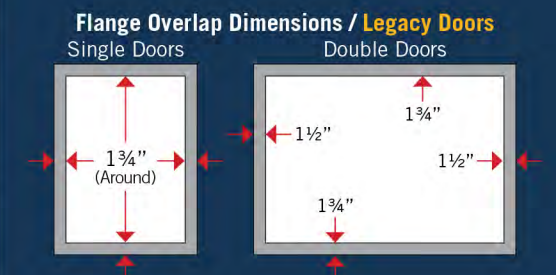 Flange Overlap Dimensions / Legacy Doors
Single Doors
Double Doors
1¾”
(Around)
1¾”
1½”
1½”
1¾”